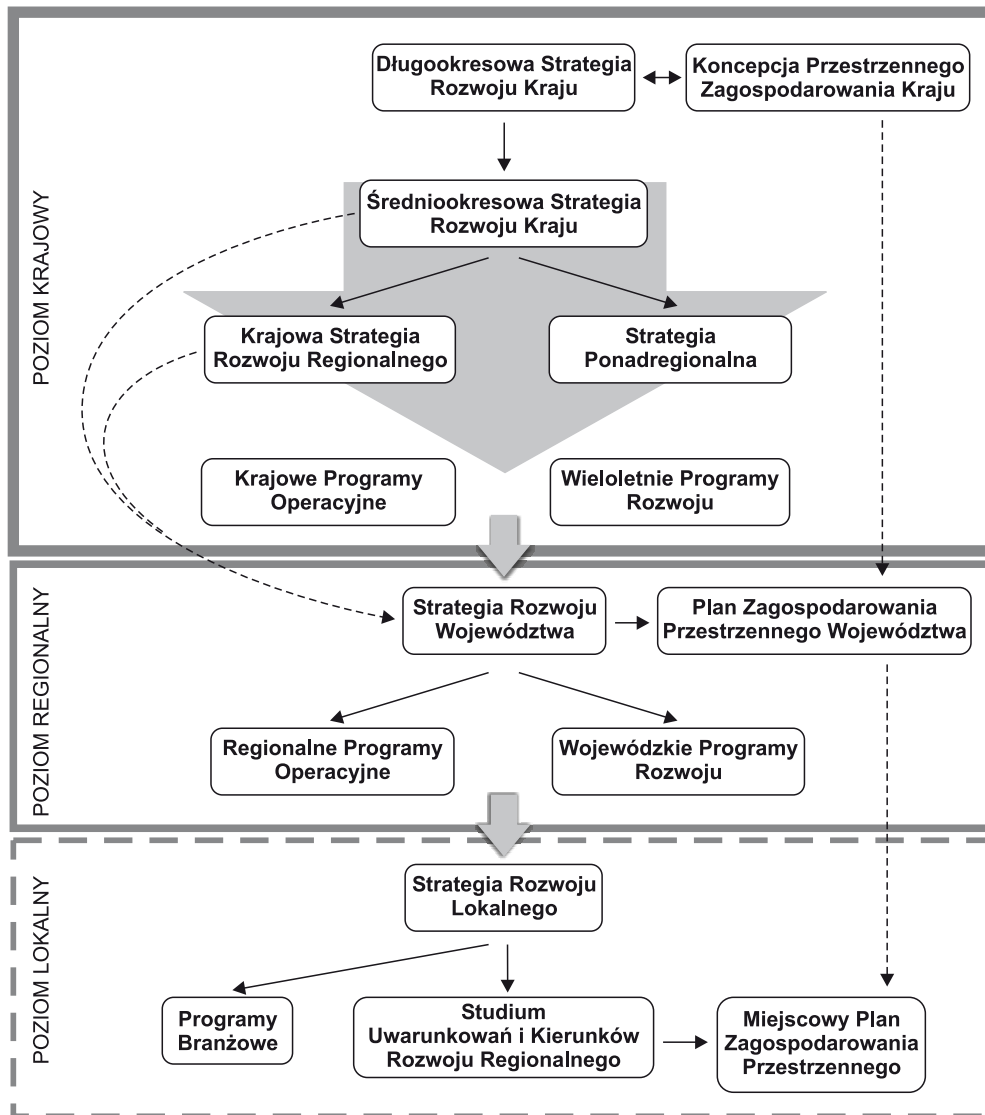 POZIOM KRAJOWY
Długookresowa Strategia
Rozwoju Kraju
Koncepcja Przestrzennego
Zagospodarowania Kraju
Średniookresowa Strategia
Rozwoju Kraju
Krajowa Strategia
Rozwoju Regionalnego
Strategia
Ponadregionalna
Krajowe Programy
Operacyjne
Wieloletnie Programy
Rozwoju
POZIOM REGIONALNY
Strategia Rozwoju
Województwa
Plan Zagospodarowania
Przestrzennego Województwa
Regionalne Programy
Operacyjne
Wojewódzkie Programy
Rozwoju
POZIOM LOKALNY
Strategia Rozwoju
Lokalnego
Programy
Branżowe
Studium
Uwarunkowań i Kierunków
Rozwoju Regionalnego
Miejscowy Plan
Zagospodarowania
Przestrzennego